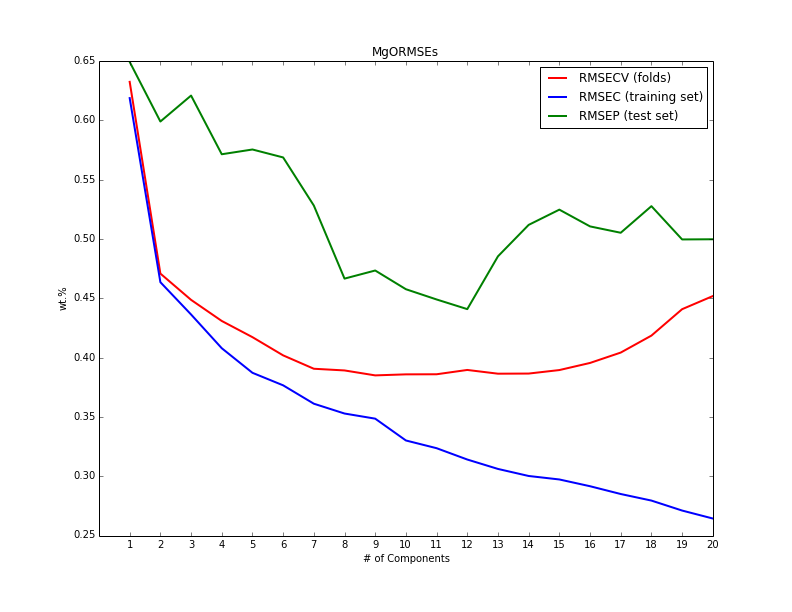 MgORMSEs
RMSECV (folds)
RMSEC (training set)
RMSEP (test set)
0.65
0.60
0.55
0.50
0.45
0.40
0.35
0.30
0.25
wt.%
1 2 3 4 5 6 7 8 9 10 11 12 13 14 15 16 17 18 19 20
# of Components